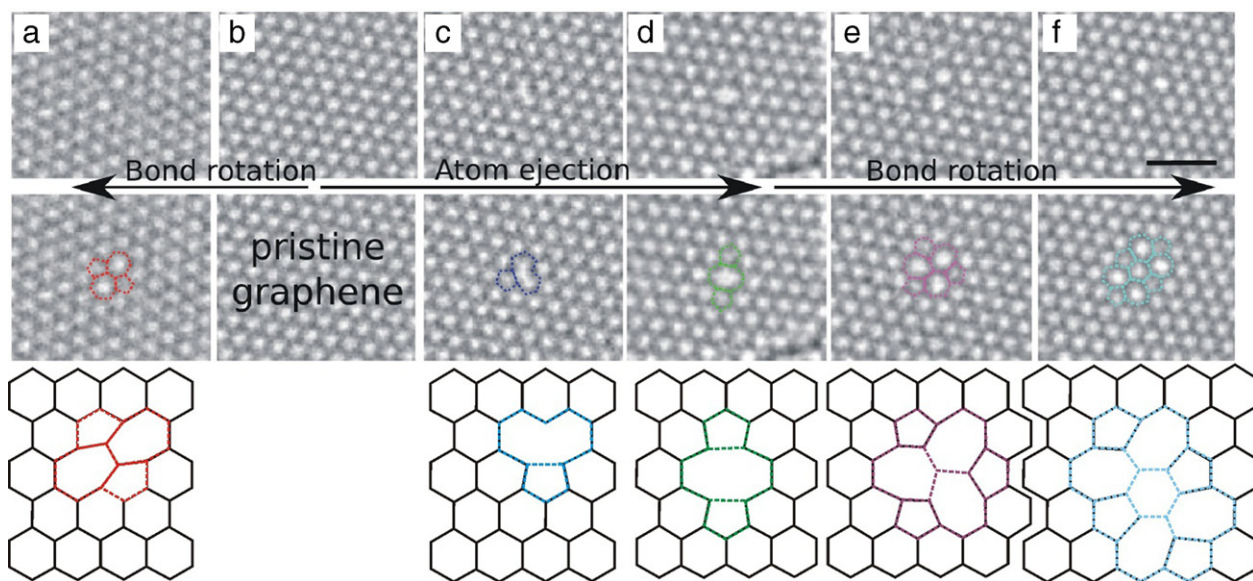 a
b
c
d
e
f
Bond rotation
Atom ejection
Bond rotation
pristine
graphene